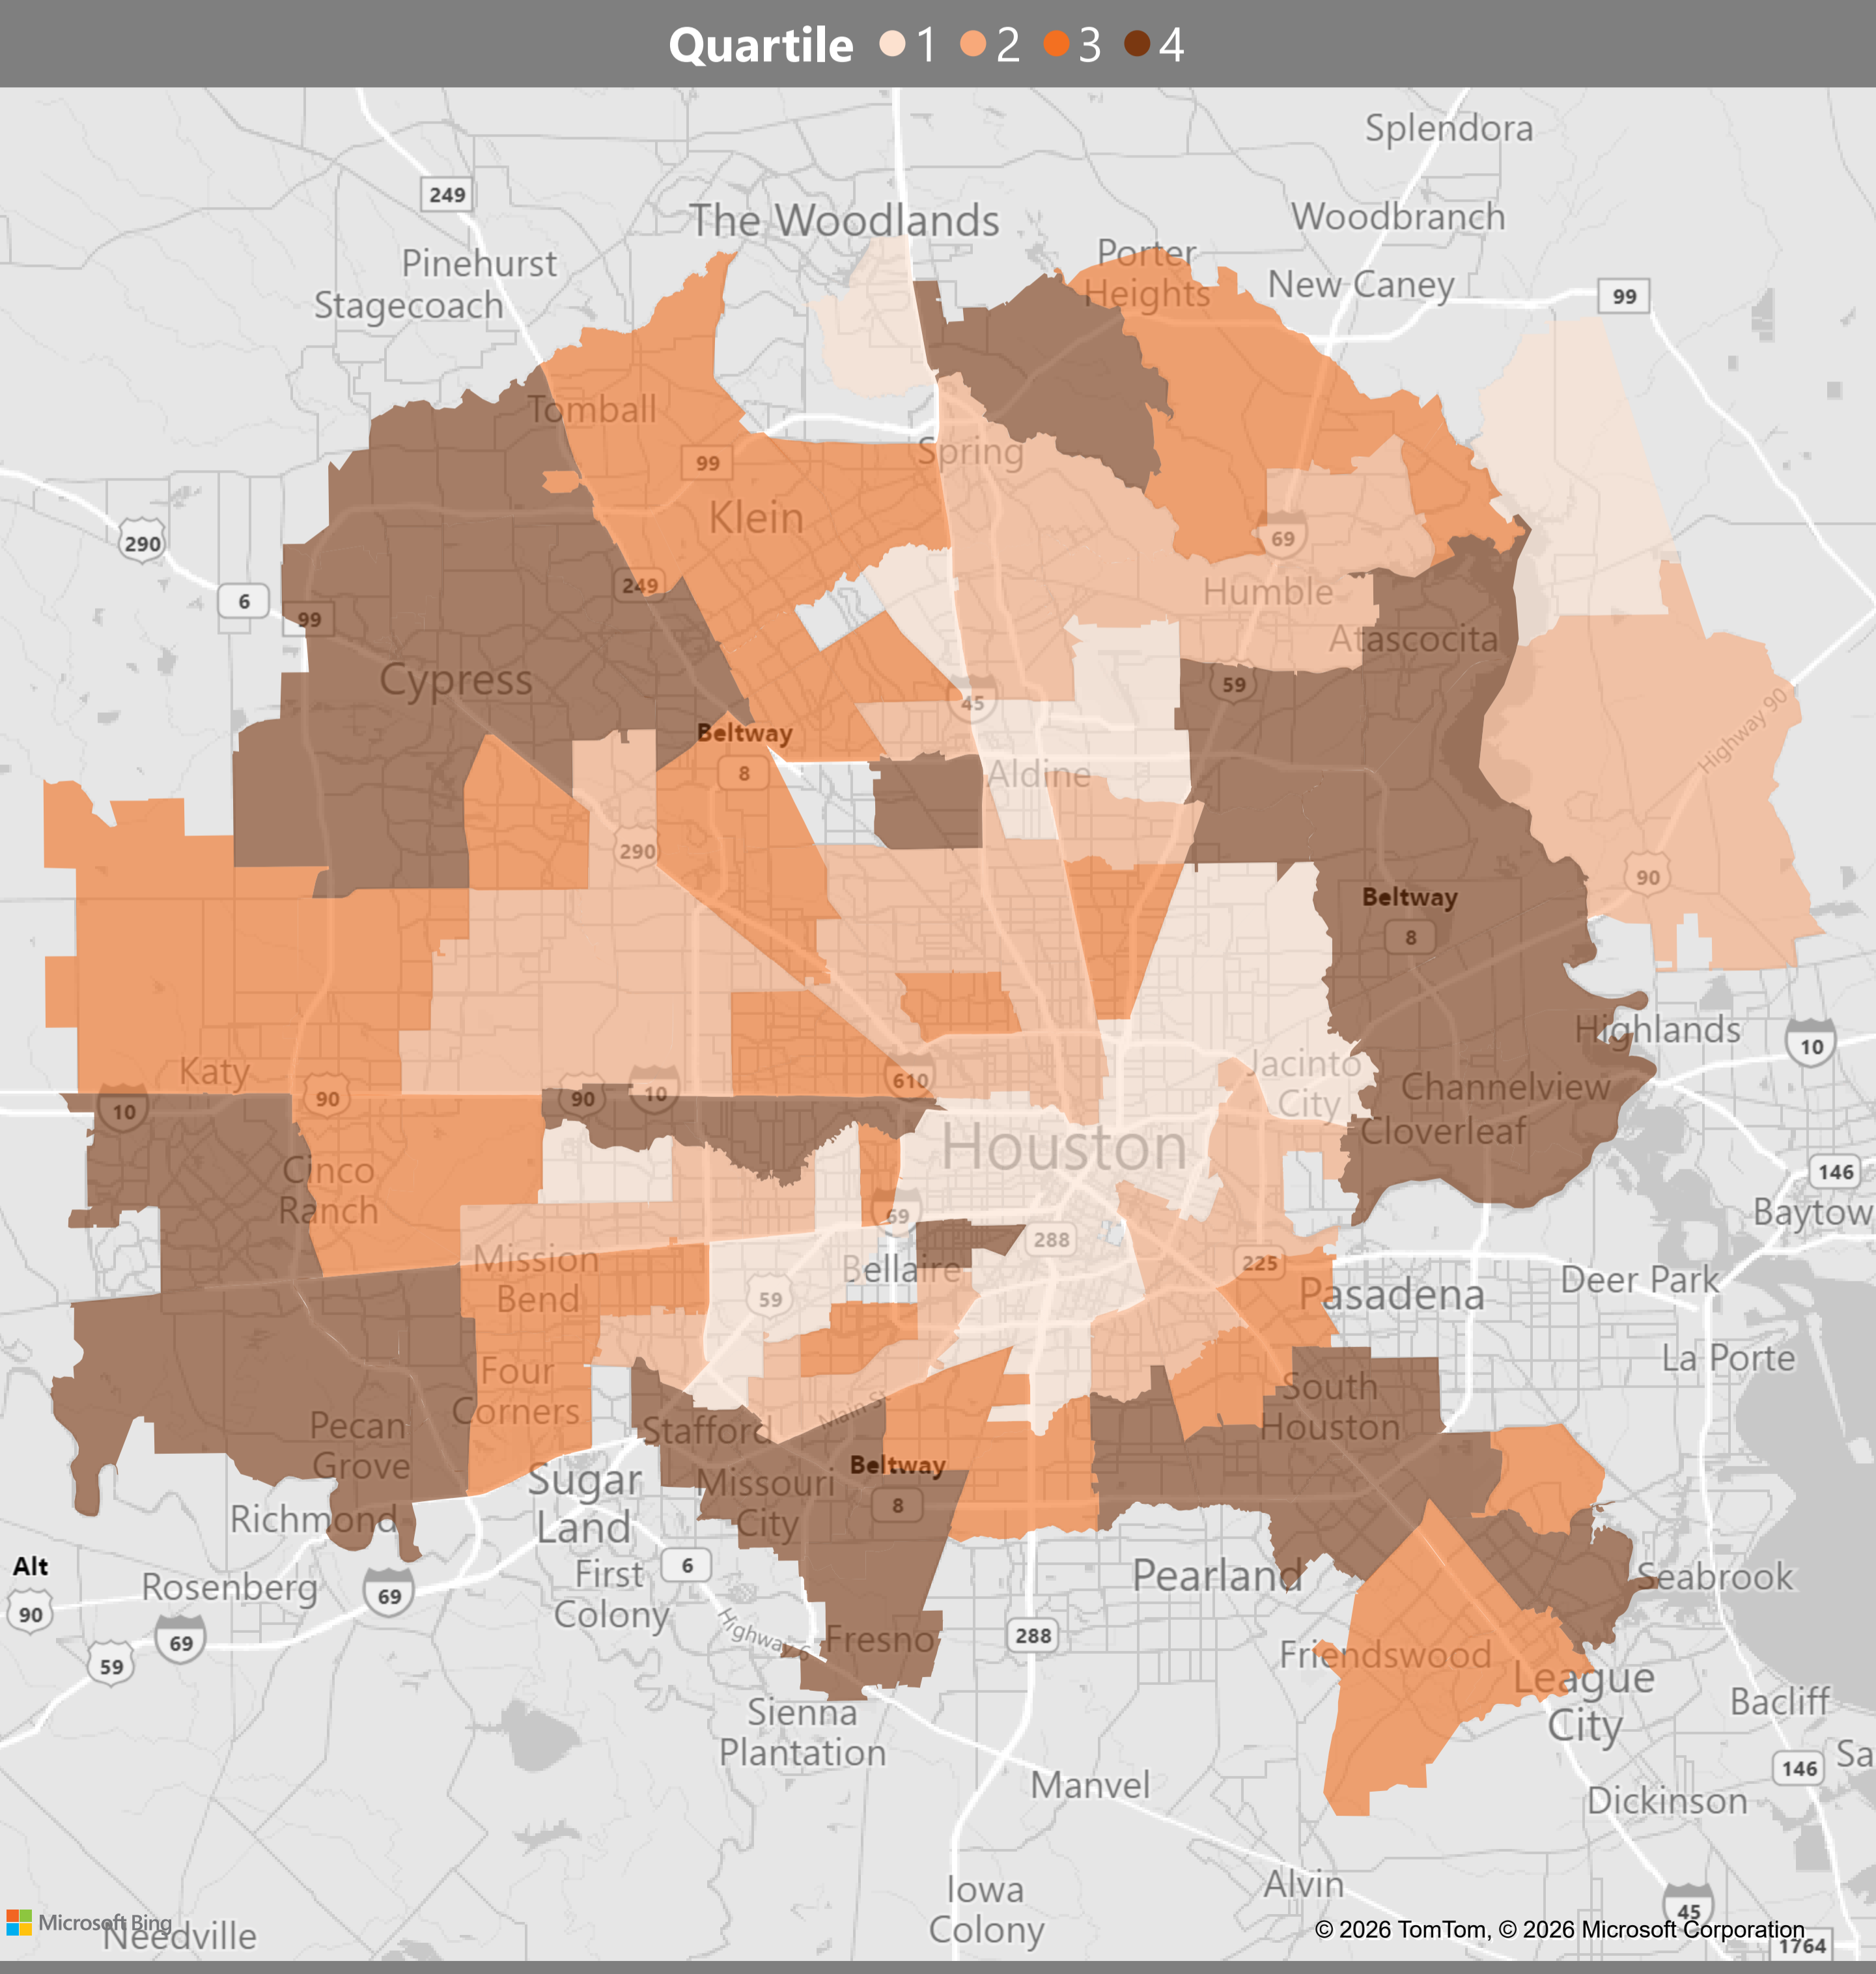 Quartile 1 2 3 4
Splendora
249
The Woodlands
Woodbranch
Pinehurst
Porter
Heights
New Caney
Stagecoach
99
Tomball
Spring
99
Klein
290
69
249
Humble
6
99
Atascocita
Cypress
59
45
Highway 90
Beltway
8
Aldine
290
90
Beltway
8
Highlands
10
Katy
Jacinto
City
610
Channelview
10
90
90
10
Cloverleaf
Houston
146
Cinco
Ranch
69
Baytow
288
Mission
Bend
Bellaire
225
Deer Park
59
Pasadena
La Porte
Four
Corners
South
Houston
Main St
Pecan
Grove
Stafford
Beltway
8
Missouri
City
Sugar
Land
Richmond
Alt
90
Rosenberg
69
6
First
Colony
Pearland
Seabrook
69
59
Highway 6
Fresno
288
Friendswood
League
City
Bacliff
Sienna
Plantation
Manvel
146
Sa
Dickinson
Alvin
Iowa
Colony
45
Microsoft Bing
Needville
© 2026 TomTom, © 2026 Microsoft Corporation
1764